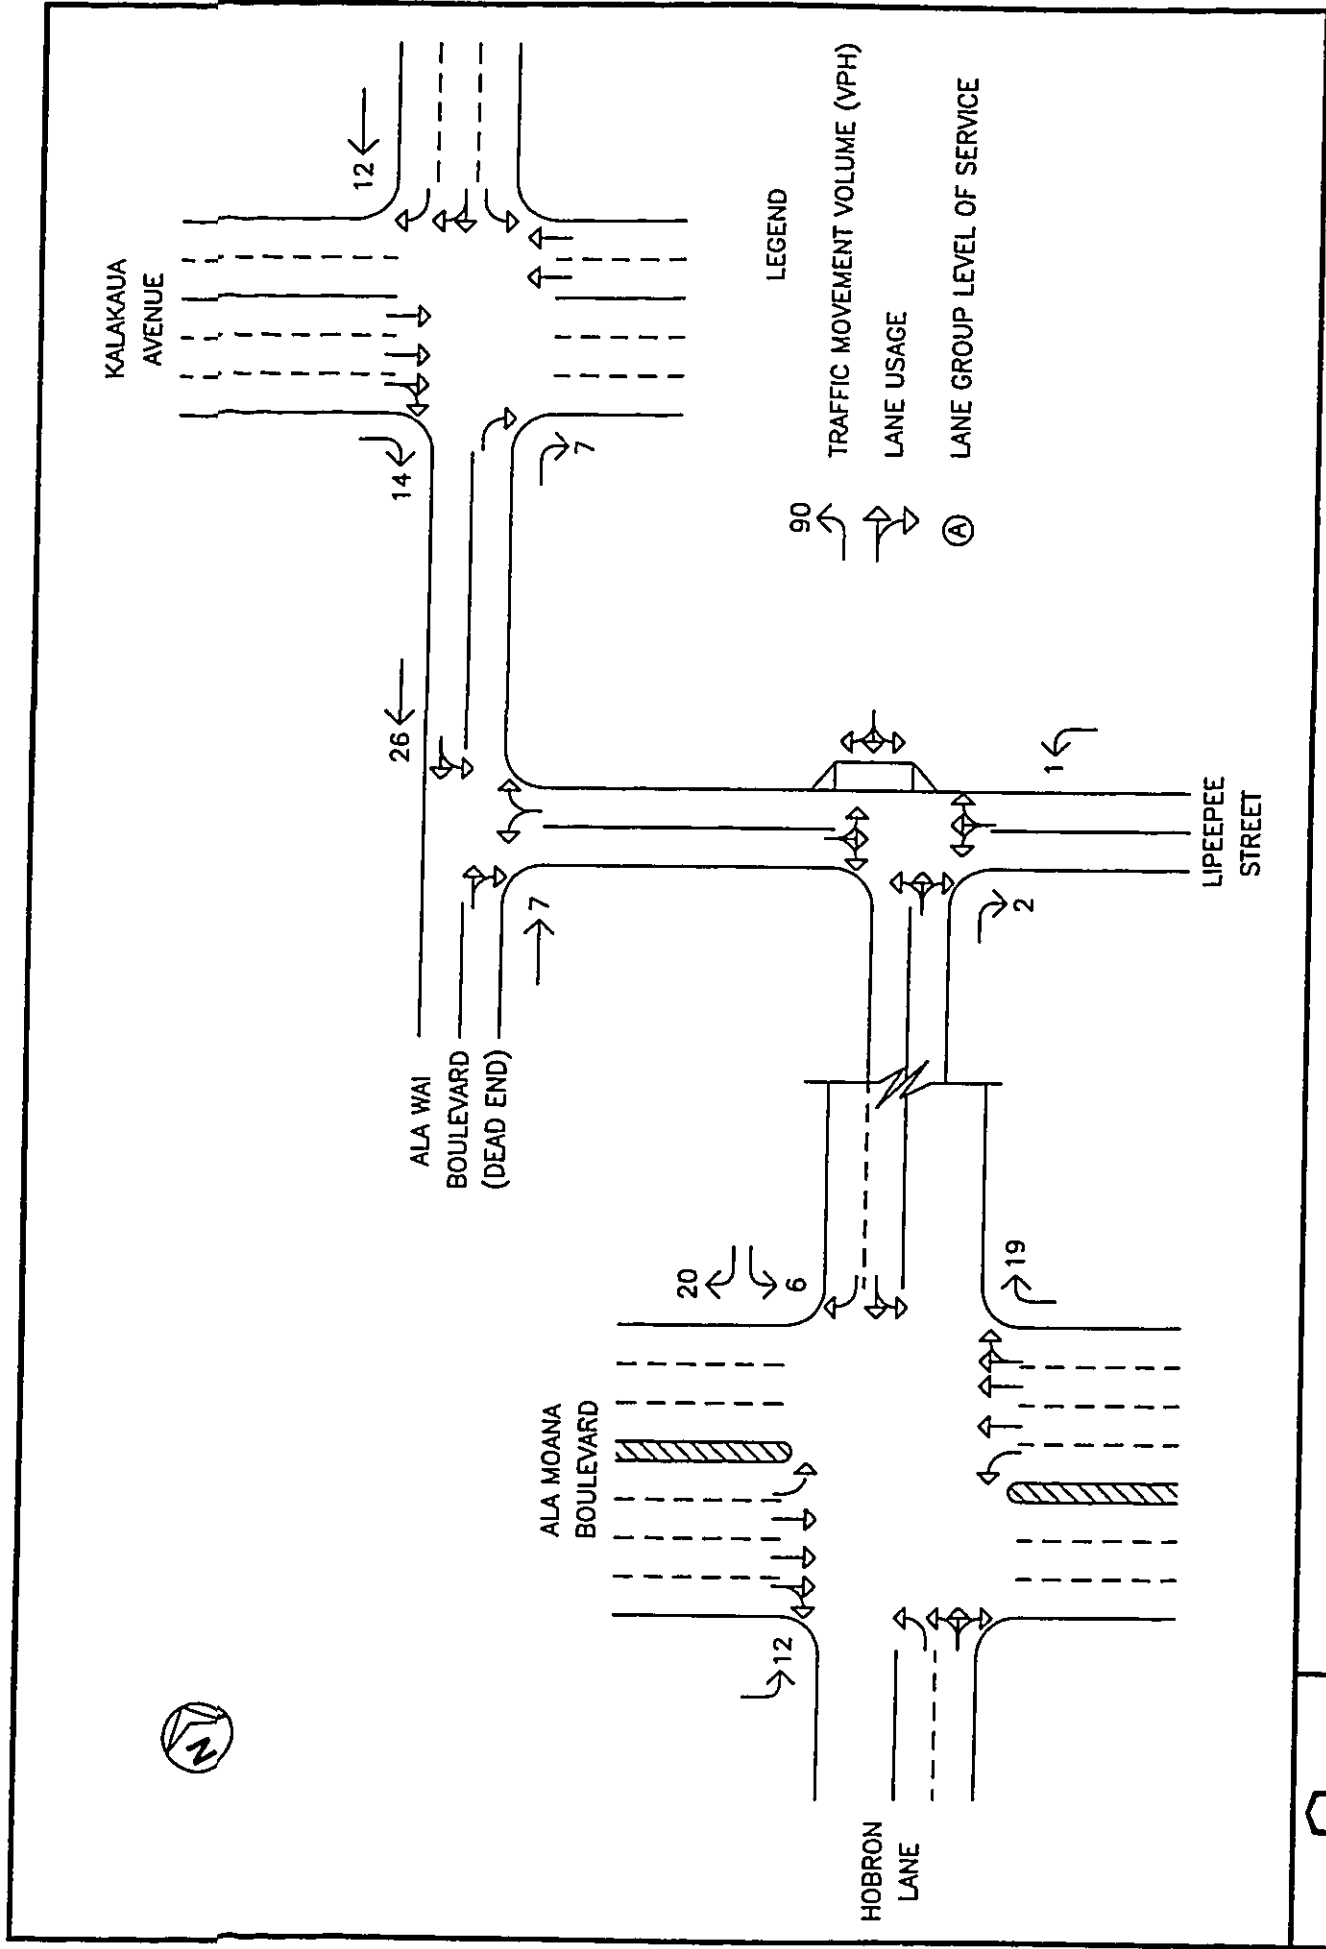 KALAKAUA
AVENUE
12
14
7
26
ALA WAI
BOULEVARD
(DEAD END)
7
1
2
LIPEEPEE
STREET
ALA MOANA
BOULEVARD
20
6
19
12
HOBRON
LANE
N
LEGEND
90
TRAFFIC MOVEMENT VOLUME (VPH)
LANE USAGE
A
LANE GROUP LEVEL OF SERVICE